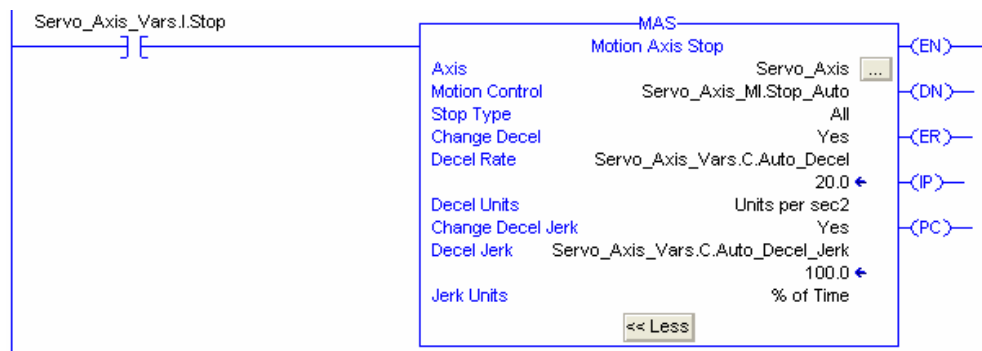 Servo_Axis_Vars.I.Stop
MAS
Motion Axis Stop
Axis Servo_Axis ...
Motion Control Servo_Axis_MI.Stop_Auto
Stop Type All
Change Decel Yes
Decel Rate Servo_Axis_Vars.C.Auto_Decel
20.0
Decel Units Units per sec2
Change Decel Jerk Yes
Decel Jerk Servo_Axis_Vars.C.Auto_Decel_Jerk
100.0
Jerk Units % of Time
<< Less
EN
DN
ER
IP
PC